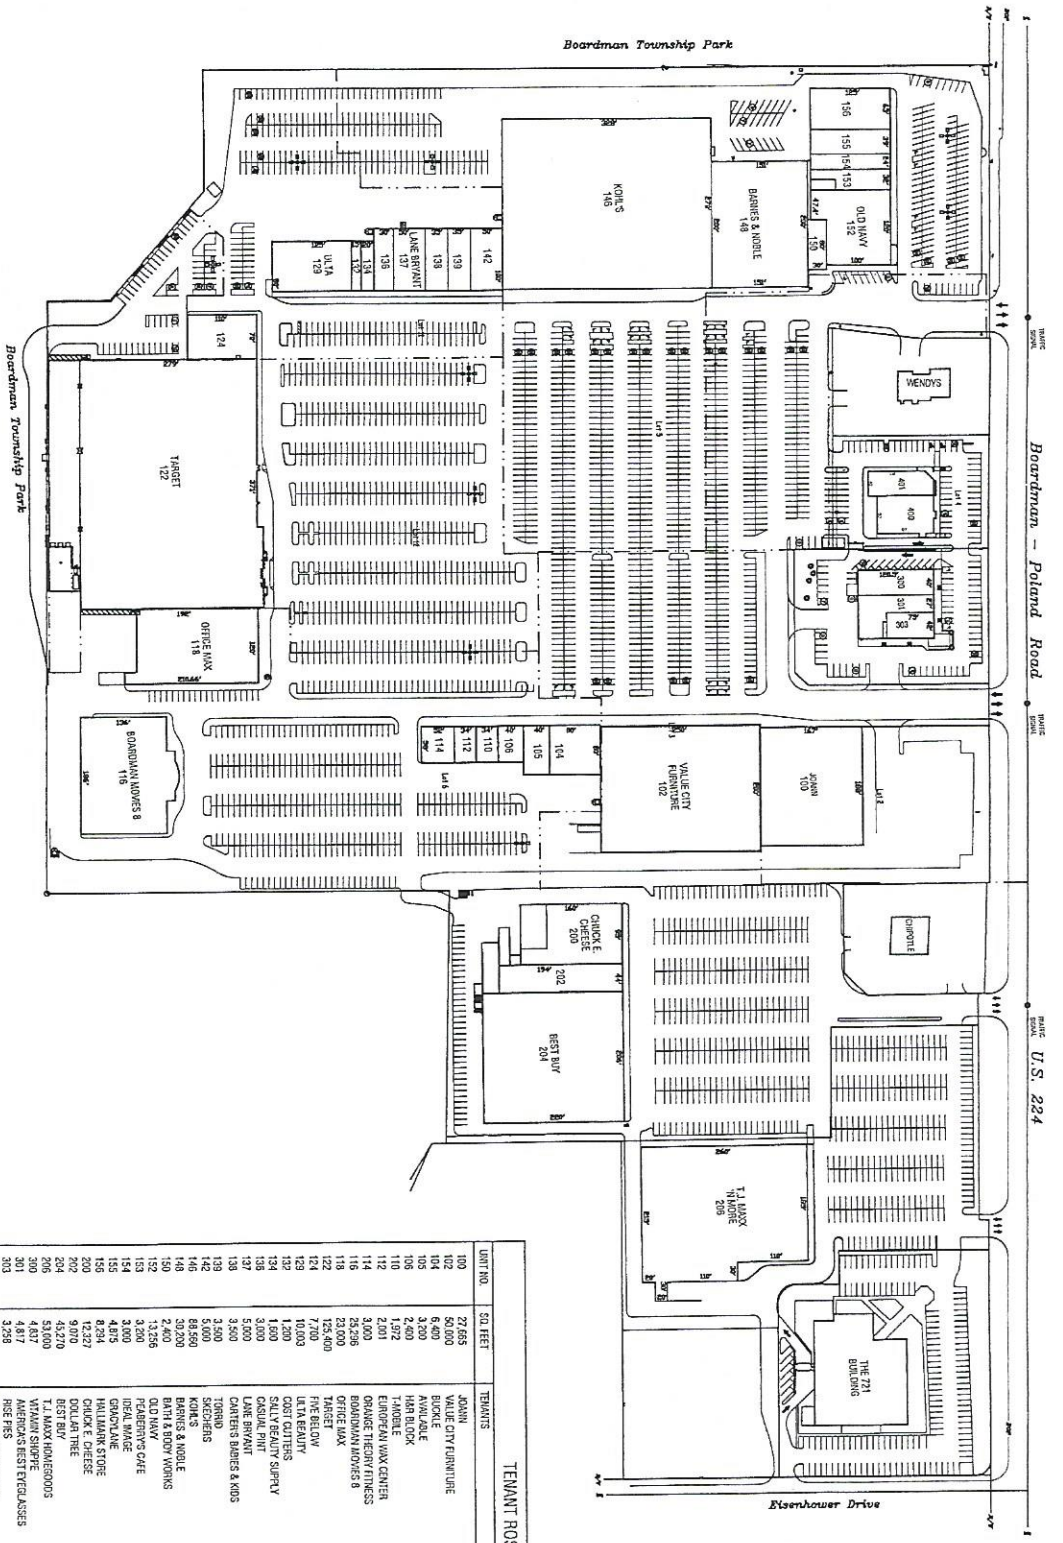 Boardman Township Park
Boardman Township Park
Boardman - Poland Road
U.S. 224
Eisenhower Drive
TRAFFIC SIGNAL
TRAFFIC SIGNAL
TRAFFIC SIGNAL
156
155
154
153
OLD NAVY
152
150
BARNES & NOBLE
148
KOHL'S
146
142
139
138
LANE BRYANT
137
136
134
132
ULTA
129
124
TARGET
122
OFFICE MAX
118
BOARDMAN MOVIES 8
116
114
112
110
106
105
104
VALUE CITY
FURNITURE
102
JOANN
100
WENDYS
401
400
300
301
303
CHIPOTLE
CHUCK E.
CHEESE
200
202
BEST BUY
204
T.J. MAXX
'N MORE
206
THE 721
BUILDING
Lot 5
Lot 4
Lot 2
Lot 6
TENANT ROS
UNIT NO. SQ. FEET TENANTS
100 27,665 JOANN
102 50,000 VALUE CITY FURNITURE
104 6,400 BUCKLE
105 3,200 AVAILABLE
106 2,400 H&R BLOCK
110 1,972 T-MOBILE
112 2,001 EUROPEAN WAX CENTER
114 3,000 ORANGE THEORY FITNESS
116 25,296 BOARDMAN MOVIES 8
118 23,000 OFFICE MAX
122 125,400 TARGET
124 7,700 FIVE BELOW
129 10,003 ULTA BEAUTY
132 1,200 COST CUTTERS
134 1,600 SALLY BEAUTY SUPPLY
136 3,000 CASUAL PINT
137 5,000 LANE BRYANT
138 3,500 CARTER'S BABIES & KIDS
139 3,500 TORRID
142 5,000 SKECHERS
146 88,560 KOHL'S
148 30,200 BARNES & NOBLE
150 2,400 BATH & BODY WORKS
152 13,256 OLD NAVY
153 3,200 PEABERRY'S CAFE
154 3,000 IDEAL IMAGE
155 4,875 GRACYLANE
156 8,294 HALLMARK STORE
200 12,327 CHUCK E. CHEESE
202 9,070 DOLLAR TREE
204 45,270 BEST BUY
206 53,000 T.J. MAXX HOMEGOODS
300 4,837 VITAMIN SHOPPE
301 4,817 AMERICA'S BEST EYEGLASSES
303 3,258 RISE PIES